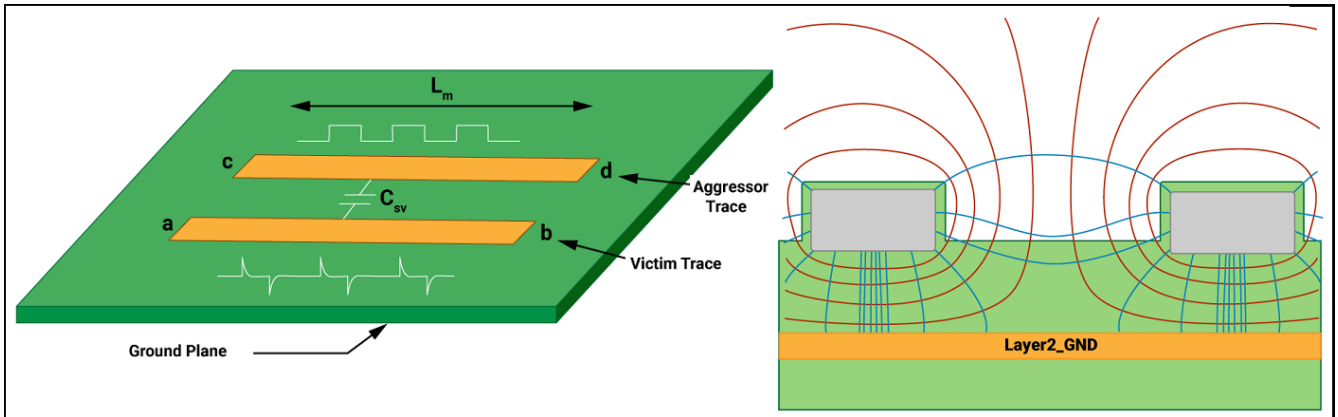 Lm
c
d
Aggressor
Trace
Csv
a
b
Victim Trace
Ground Plane
Layer2_GND